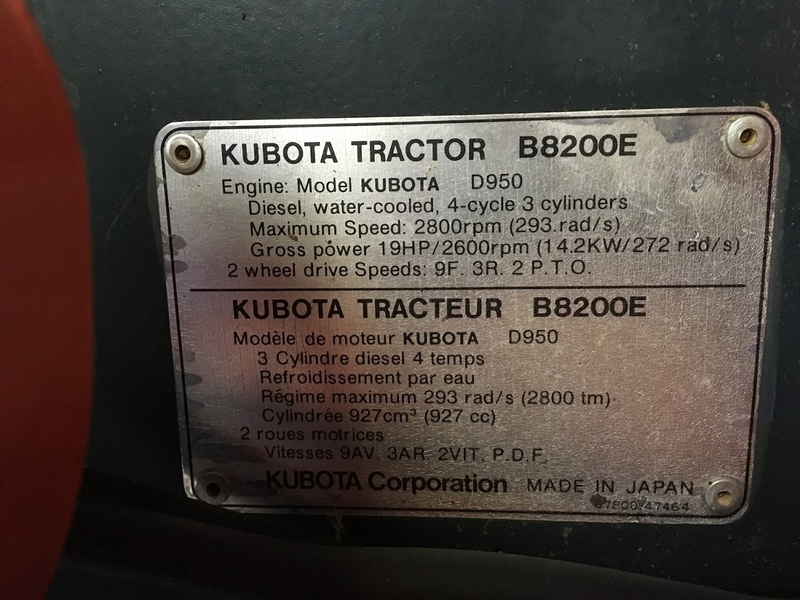 KUBOTA TRACTOR B8200E
Engine: Model KUBOTA D950
Diesel, water-cooled, 4-cycle 3 cylinders
Maximum Speed: 2800rpm (293.rad/s)
Gross power 19HP/2600rpm (14.2KW/272 rad/s)
2 wheel drive Speeds: 9F. 3R. 2 P.T.O.
KUBOTA TRACTEUR B8200E
Modèle de moteur KUBOTA D950
3 Cylindre diesel 4 temps
Refroidissement par eau
Régime maximum 293 rad/s (2800 tm)
Cylindrée 927cm³ (927 cc)
2 roues motrices
Vitesses 9AV. 3AR. 2VIT. P.D.F.
KUBOTA Corporation MADE IN JAPAN